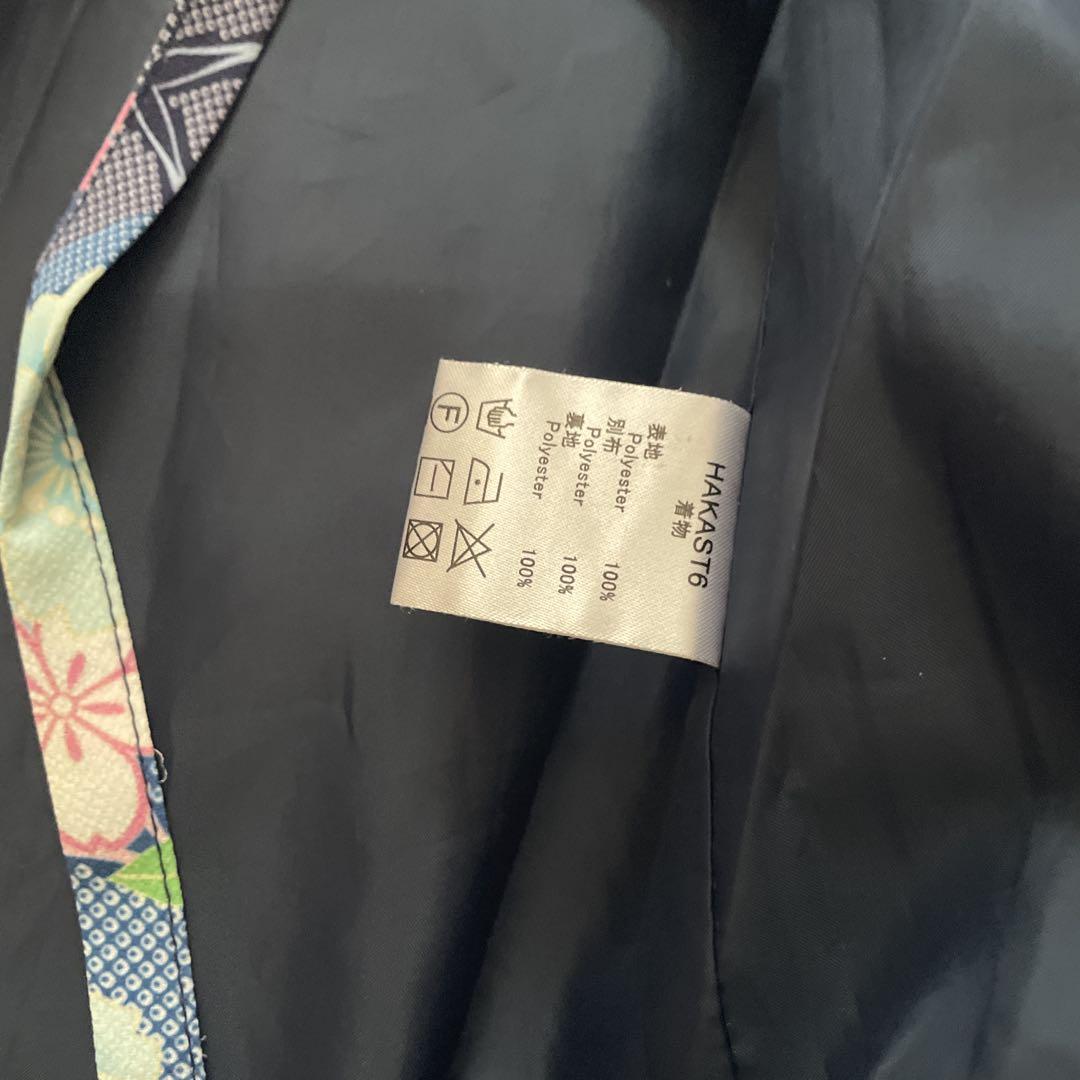 HAKAST6
着物
表地
Polyester 100%
別布
Polyester 100%
裏地
Polyester 100%
F